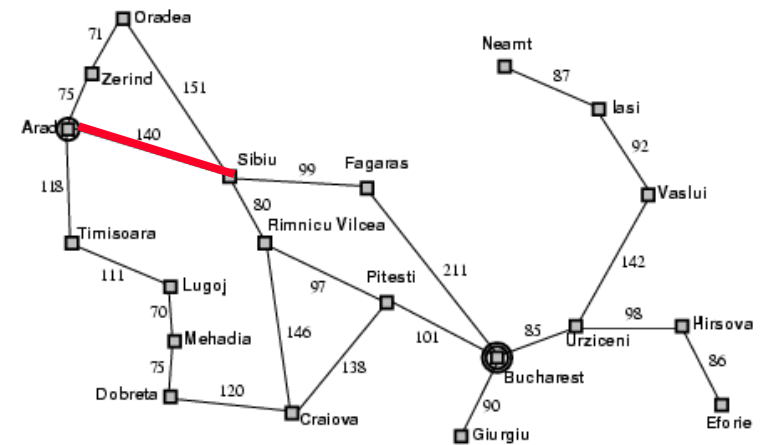 Oradea
71
Neamt
Zerind
87
75
151
Iasi
Arad
140
92
Sibiu
Fagaras
99
118
80
Vaslui
Timisoara
Rimnicu Vilcea
111
211
142
Lugoj
97
Pitesti
70
98
Mehadia
146
101
85
Hirsova
Urziceni
75
138
86
Bucharest
Dobreta
120
90
Craiova
Eforie
Giurgiu